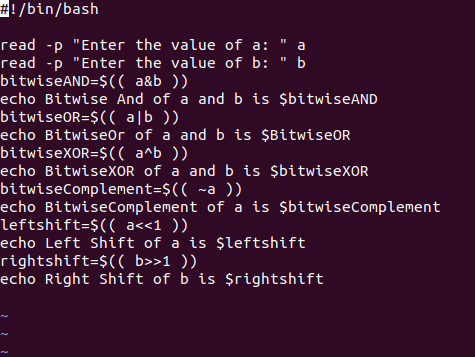 #!/bin/bash
read -p "Enter the value of a: " a
read -p "Enter the value of b: " b
bitwiseAND=$(( a&b ))
echo Bitwise And of a and b is $bitwiseAND
bitwiseOR=$(( a|b ))
echo BitwiseOr of a and b is $BitwiseOR
bitwiseXOR=$(( a^b ))
echo BitwiseXOR of a and b is $bitwiseXOR
bitwiseComplement=$(( ~a ))
echo BitwiseComplement of a is $bitwiseComplement
leftshift=$(( a<<1 ))
echo Left Shift of a is $leftshift
rightshift=$(( b>>1 ))
echo Right Shift of b is $rightshift
~
~
~